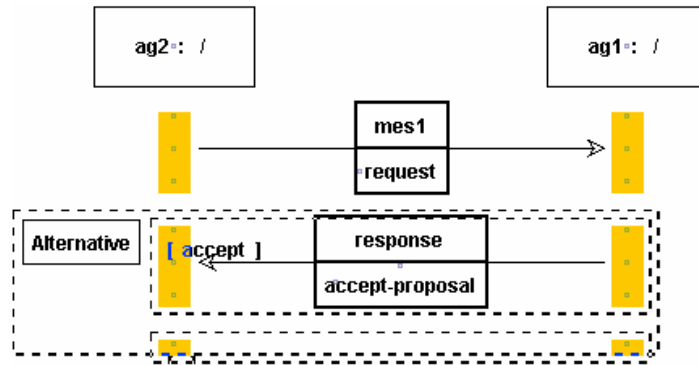 ag2 : /
ag1 : /
mes1
request
Alternative
[ accept ]
response
accept-proposal